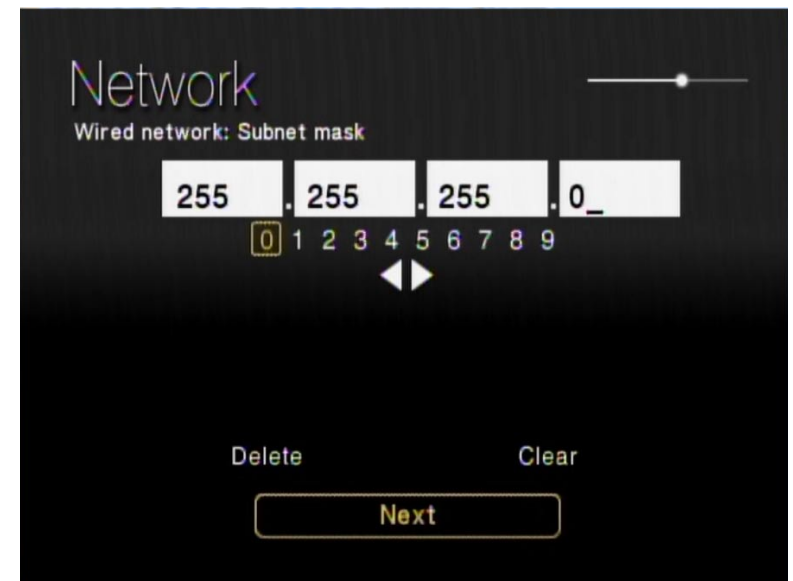 Network
Wired network: Subnet mask
255 . 255 . 255 . 0_
0 1 2 3 4 5 6 7 8 9
Delete Clear
Next